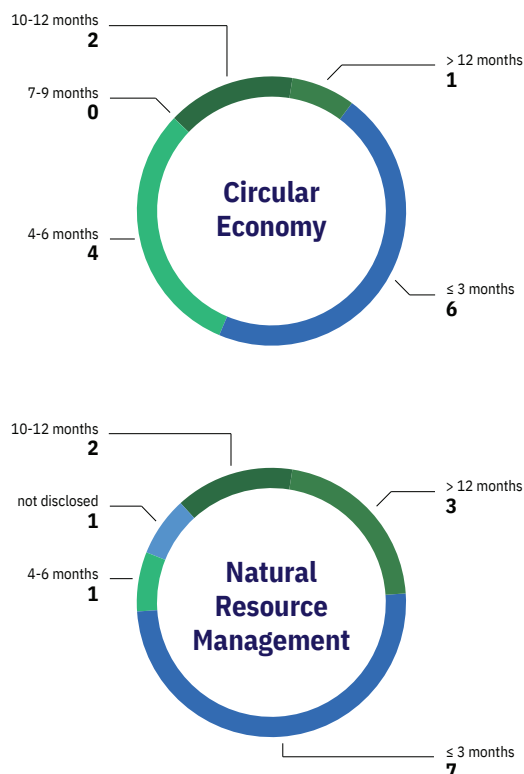 10-12 months
2
> 12 months
1
7-9 months
0
Circular
Economy
4-6 months
4
≤ 3 months
6
10-12 months
2
> 12 months
3
not disclosed
1
4-6 months
1
Natural
Resource
Management
≤ 3 months
7